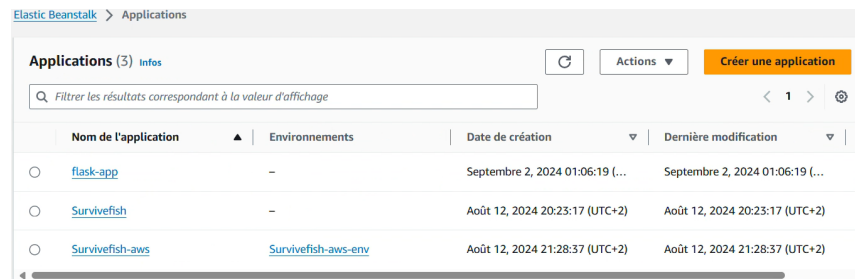 Elastic Beanstalk > Applications
Applications (3) Infos Actions ▼ Créer une application
Filtrer les résultats correspondant à la valeur d'affichage < 1 >
Nom de l'application ▲ Environnements Date de création ▽ Dernière modification ▽
flask-app – Septembre 2, 2024 01:06:19 (... Septembre 2, 2024 01:06:19 (...
Survivefish – Août 12, 2024 20:23:17 (UTC+2) Août 12, 2024 20:23:17 (UTC+2)
Survivefish-aws Survivefish-aws-env Août 12, 2024 21:28:37 (UTC+2) Août 12, 2024 21:28:37 (UTC+2)